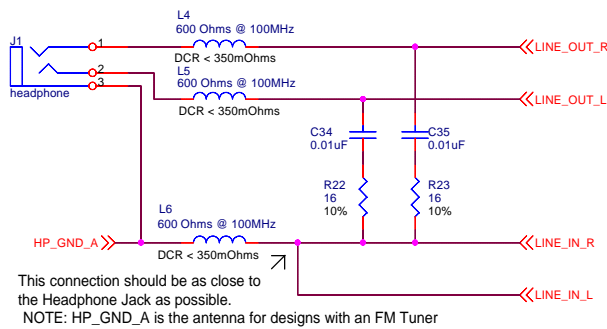 L4
600 Ohms @ 100MHz
J1
1
LINE_OUT_R
DCR < 350mOhms
2
L5
600 Ohms @ 100MHz
3
headphone
LINE_OUT_L
DCR < 350mOhms
C34
0.01uF
C35
0.01uF
R22
16
10%
R23
16
10%
L6
600 Ohms @ 100MHz
HP_GND_A
LINE_IN_R
DCR < 350mOhms
This connection should be as close to
the Headphone Jack as possible.
LINE_IN_L
NOTE: HP_GND_A is the antenna for designs with an FM Tuner